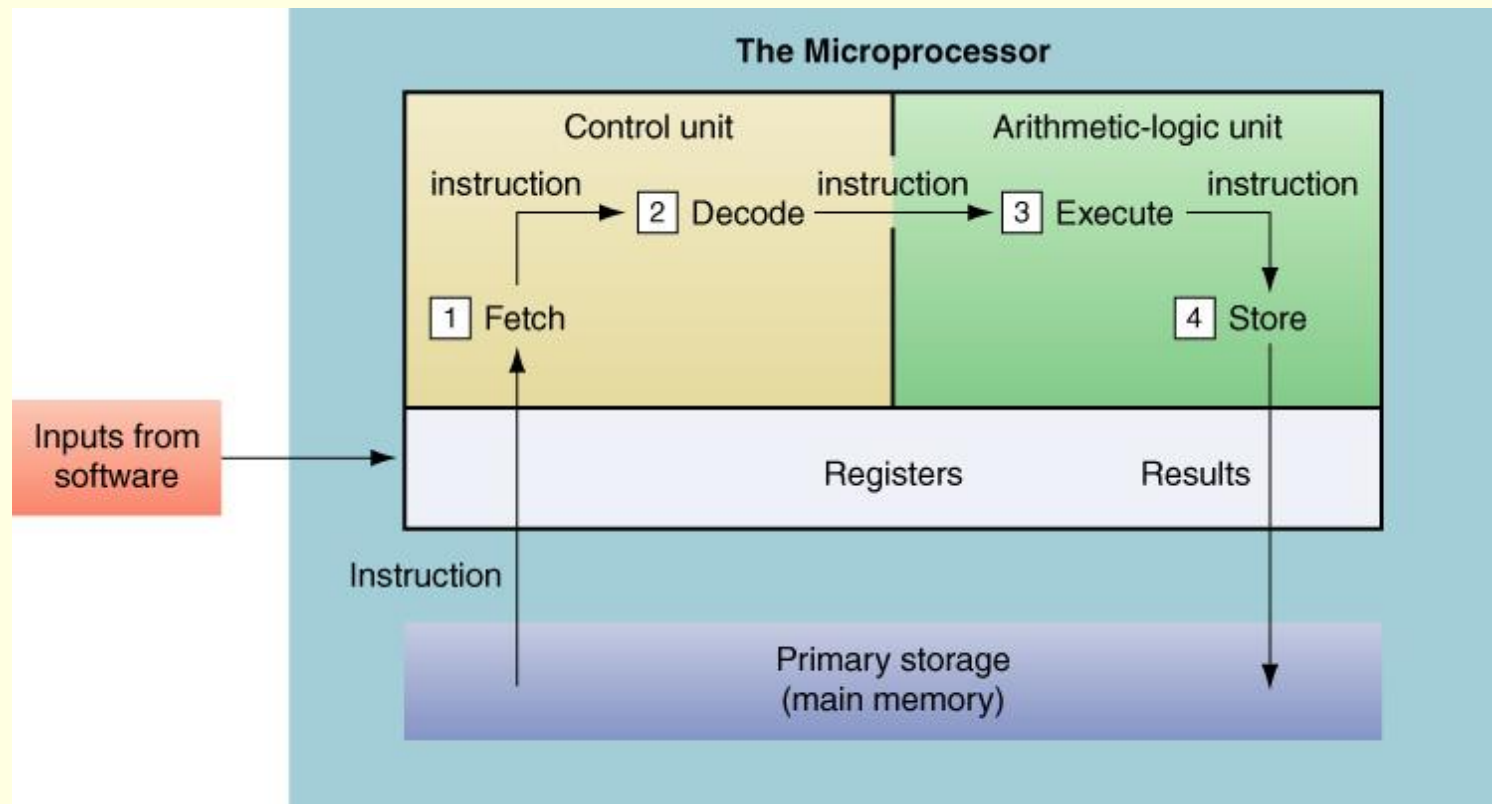 The Microprocessor
Control unit
Arithmetic-logic unit
instruction
instruction
instruction
2 Decode
3 Execute
1 Fetch
4 Store
Inputs from
software
Registers
Results
Instruction
Primary storage
(main memory)